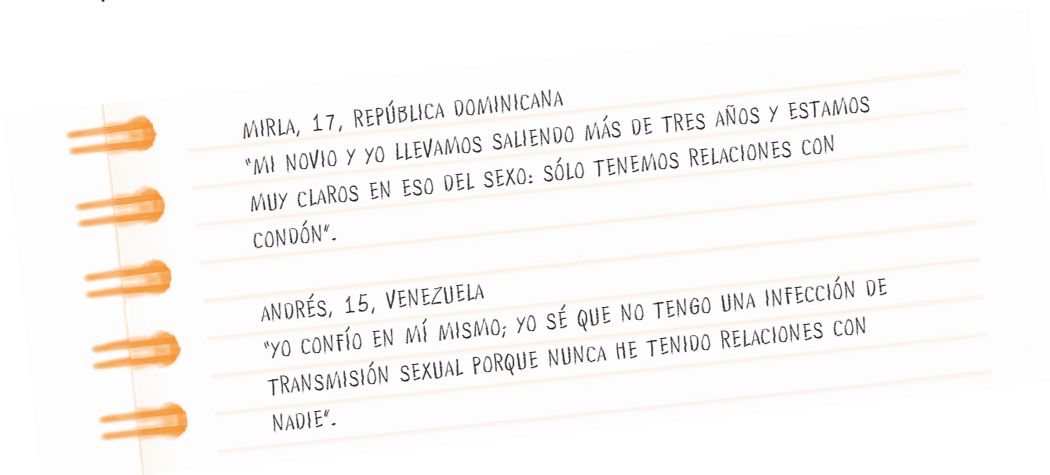 MIRLA, 17, REPÚBLICA DOMINICANA
"MI NOVIO Y YO LLEVAMOS SALIENDO MÁS DE TRES AÑOS Y ESTAMOS
MUY CLAROS EN ESO DEL SEXO: SÓLO TENEMOS RELACIONES CON
CONDÓN".
ANDRÉS, 15, VENEZUELA
"YO CONFÍO EN MÍ MISMO; YO SÉ QUE NO TENGO UNA INFECCIÓN DE
TRANSMISIÓN SEXUAL PORQUE NUNCA HE TENIDO RELACIONES CON
NADIE".